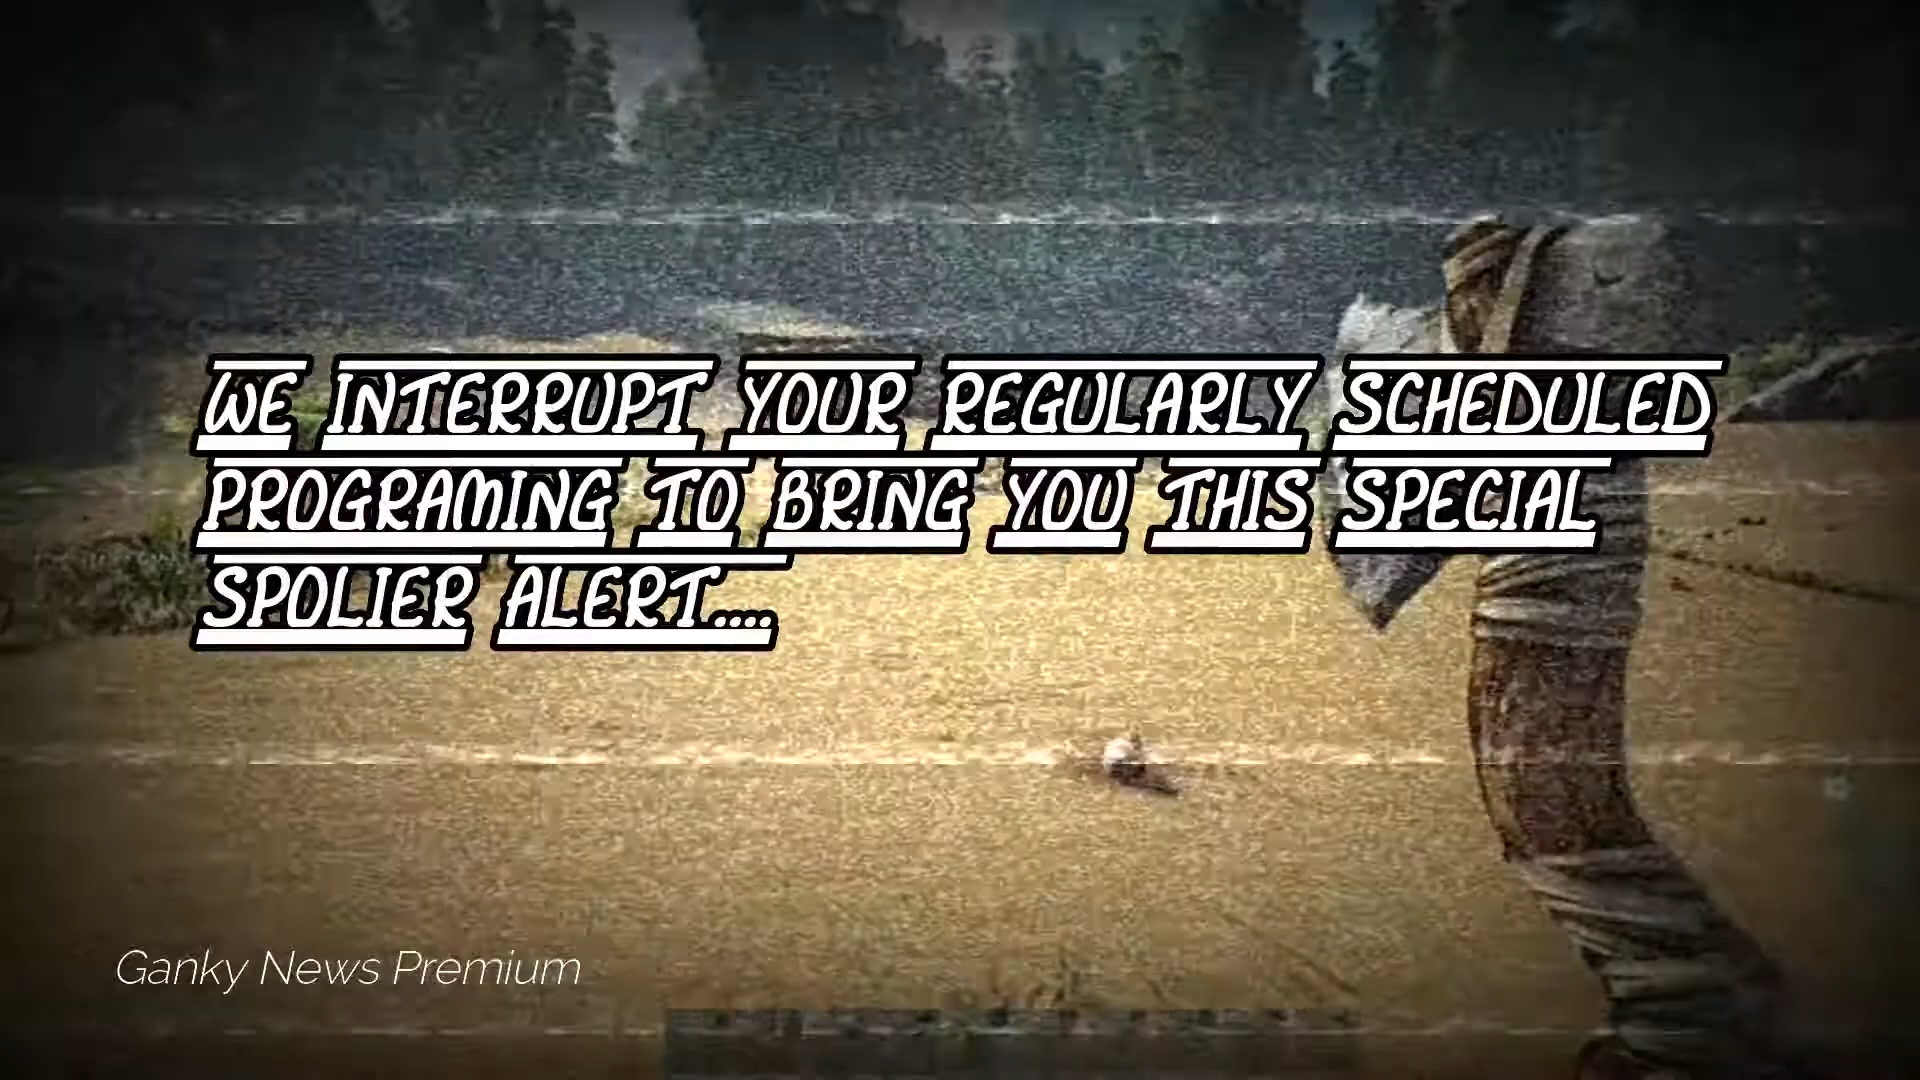 WE INTERRUPT YOUR REGULARLY SCHEDULED
PROGRAMING TO BRING YOU THIS SPECIAL
SPOLIER ALERT....
Ganky News Premium